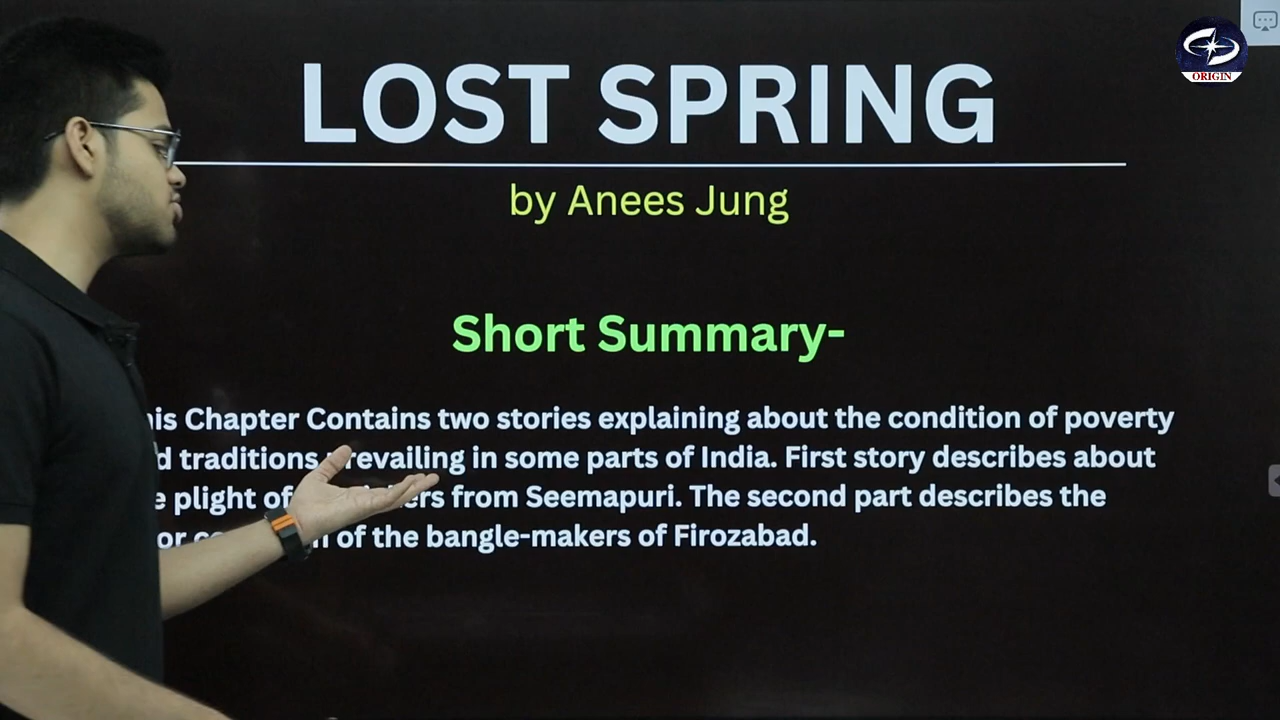 ORIGIN
LOST SPRING
by Anees Jung
Short Summary-
Chapter Contains two stories explaining about the condition of poverty
traditions prevailing in some parts of India. First story describes about
plight of from Seemapuri. The second part describes the
of the bangle-makers of Firozabad.